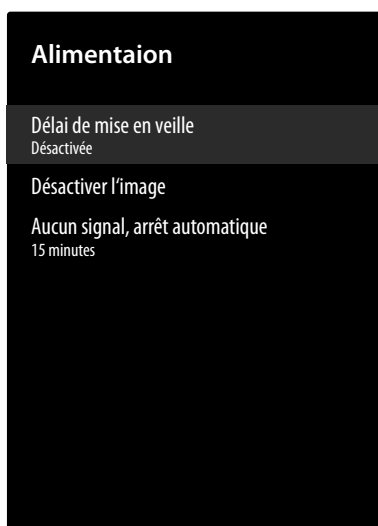 Alimentaion
Délai de mise en veille
Désactivée
Désactiver l‘image
Aucun signal, arrêt automatique
15 minutes